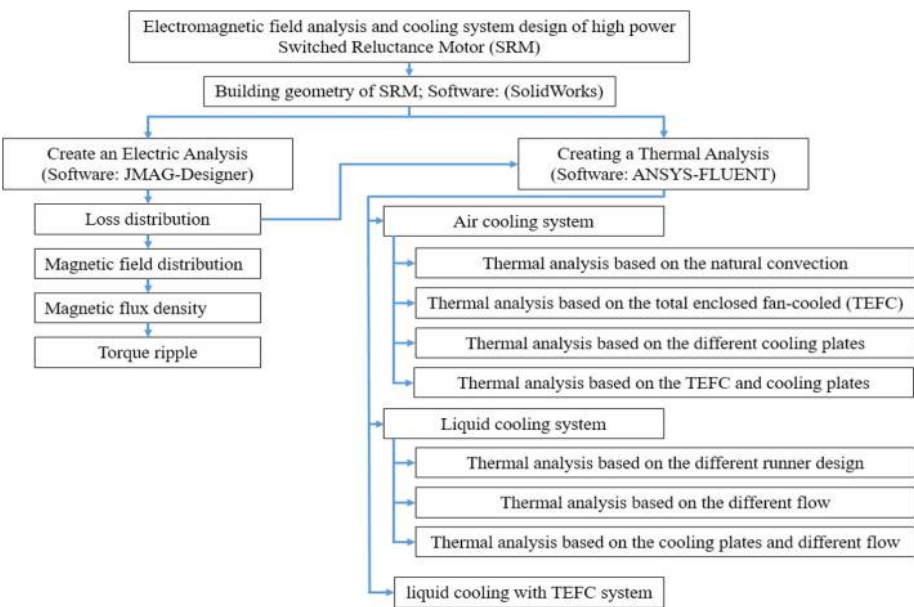 Electromagnetic field analysis and cooling system design of high power
Switched Reluctance Motor (SRM)
Building geometry of SRM; Software: (SolidWorks)
Create an Electric Analysis
(Software: JMAG-Designer)
Creating a Thermal Analysis
(Software: ANSYS-FLUENT)
Loss distribution
Magnetic field distribution
Magnetic flux density
Torque ripple
Air cooling system
Thermal analysis based on the natural convection
Thermal analysis based on the total enclosed fan-cooled (TEFC)
Thermal analysis based on the different cooling plates
Thermal analysis based on the TEFC and cooling plates
Liquid cooling system
Thermal analysis based on the different runner design
Thermal analysis based on the different flow
Thermal analysis based on the cooling plates and different flow
liquid cooling with TEFC system